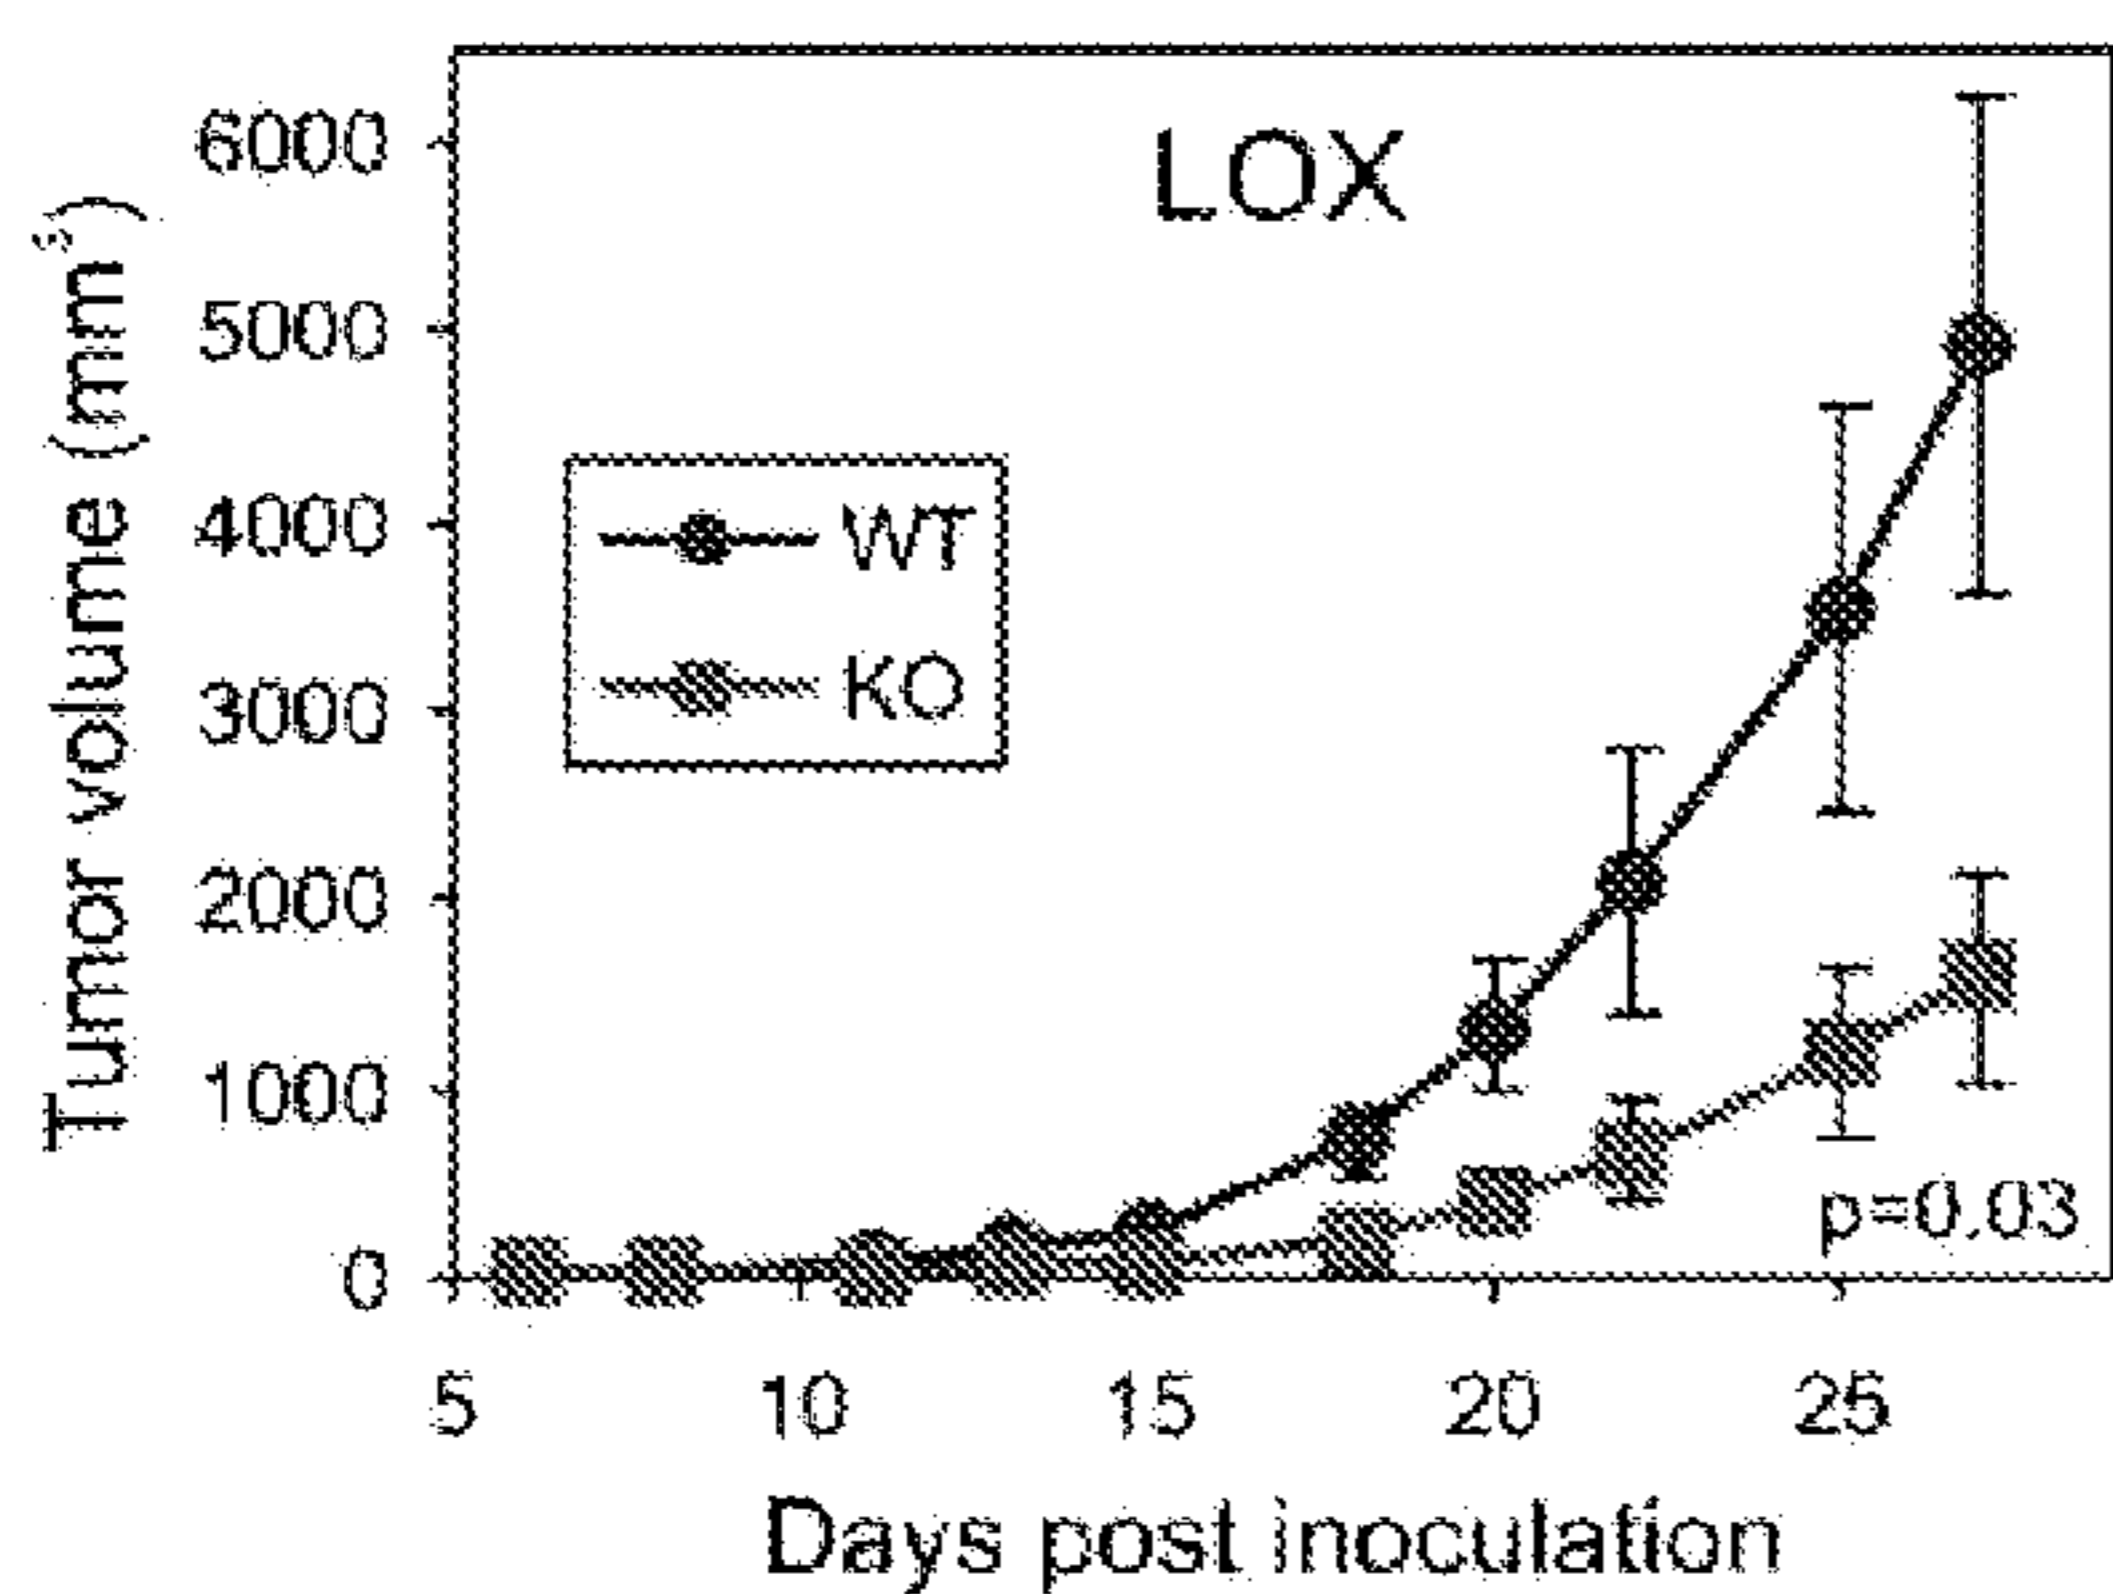 LOX
Tumor volume (mm³)
6000
5000
4000
3000
2000
1000
0
WT
KO
p=0.03
5 10 15 20 25
Days post inoculation